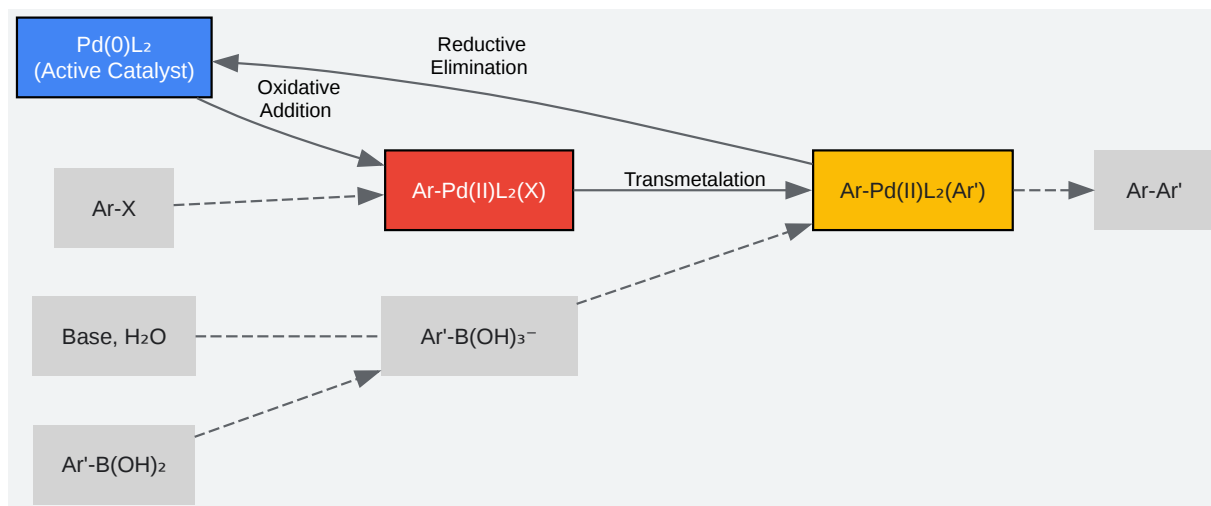 Pd(0)L₂
(Active Catalyst)
Reductive
Elimination
Oxidative
Addition
Ar-X
Ar-Pd(II)L₂(X)
Transmetalation
Ar-Pd(II)L₂(Ar')
Ar-Ar'
Base, H₂O
Ar'-B(OH)₃⁻
Ar'-B(OH)₂